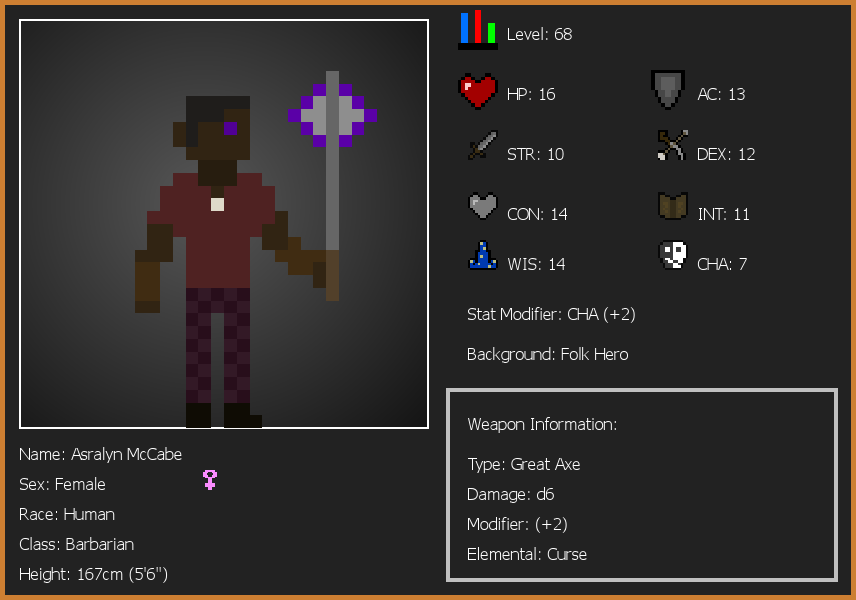 Level: 68
HP: 16
AC: 13
STR: 10
DEX: 12
CON: 14
INT: 11
WIS: 14
CHA: 7
Stat Modifier: CHA (+2)
Background: Folk Hero
Weapon Information:
Type: Great Axe
Damage: d6
Modifier: (+2)
Elemental: Curse
Name: Asralyn McCabe
Sex: Female
Race: Human
Class: Barbarian
Height: 167cm (5'6")